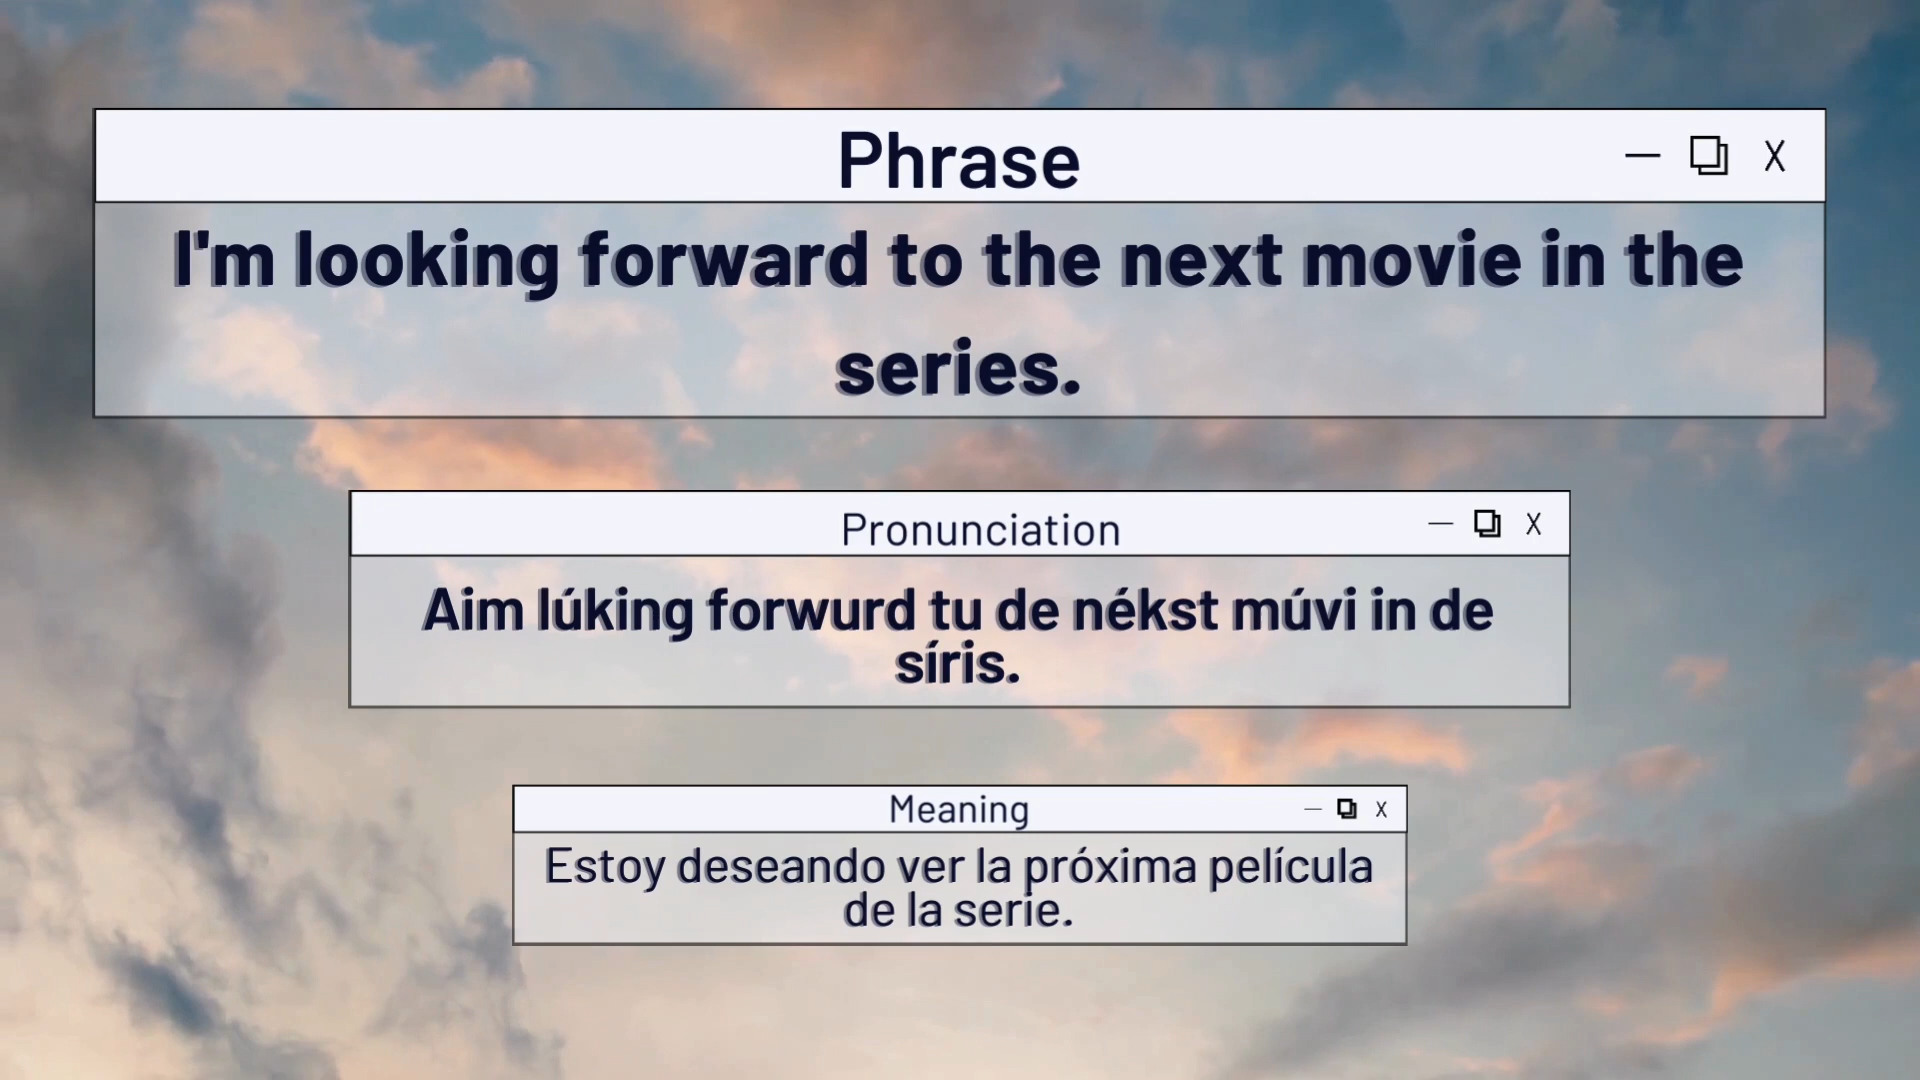 Phrase
I'm looking forward to the next movie in the
series.
Pronunciation
Aim lúking forwurd tu de nékst múvi in de
síris.
Meaning
Estoy deseando ver la próxima película
de la serie.